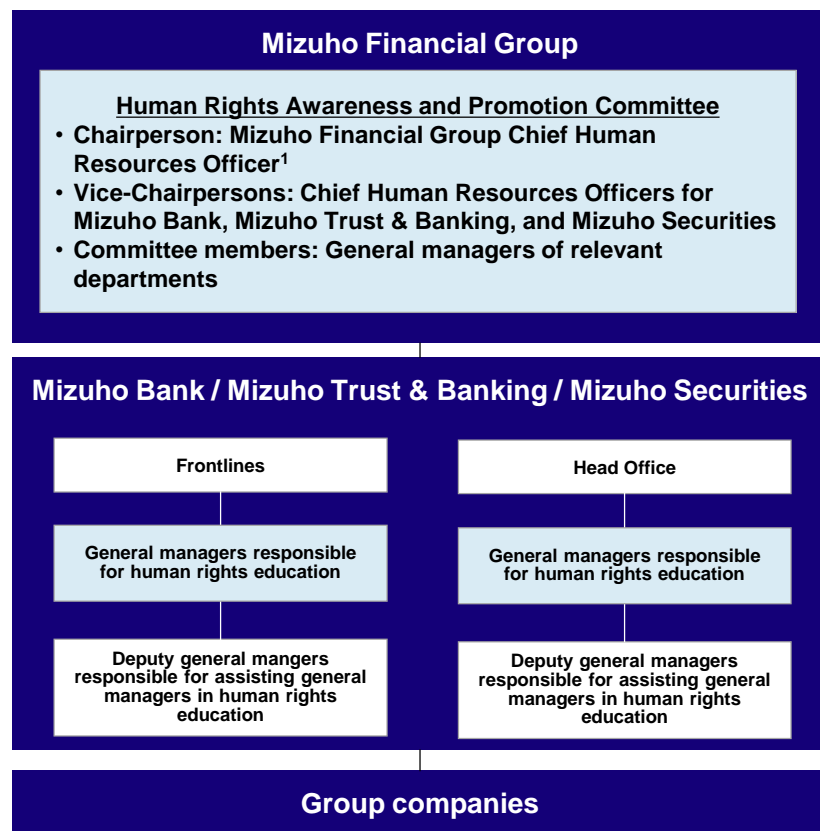 Mizuho Financial Group
Human Rights Awareness and Promotion Committee
• Chairperson: Mizuho Financial Group Chief Human
Resources Officer¹
• Vice-Chairpersons: Chief Human Resources Officers for
Mizuho Bank, Mizuho Trust & Banking, and Mizuho Securities
• Committee members: General managers of relevant
departments
Mizuho Bank / Mizuho Trust & Banking / Mizuho Securities
Frontlines
General managers responsible
for human rights education
Deputy general mangers
responsible for assisting general
managers in human rights
education
Head Office
General managers responsible
for human rights education
Deputy general managers
responsible for assisting general
managers in human rights
education
Group companies